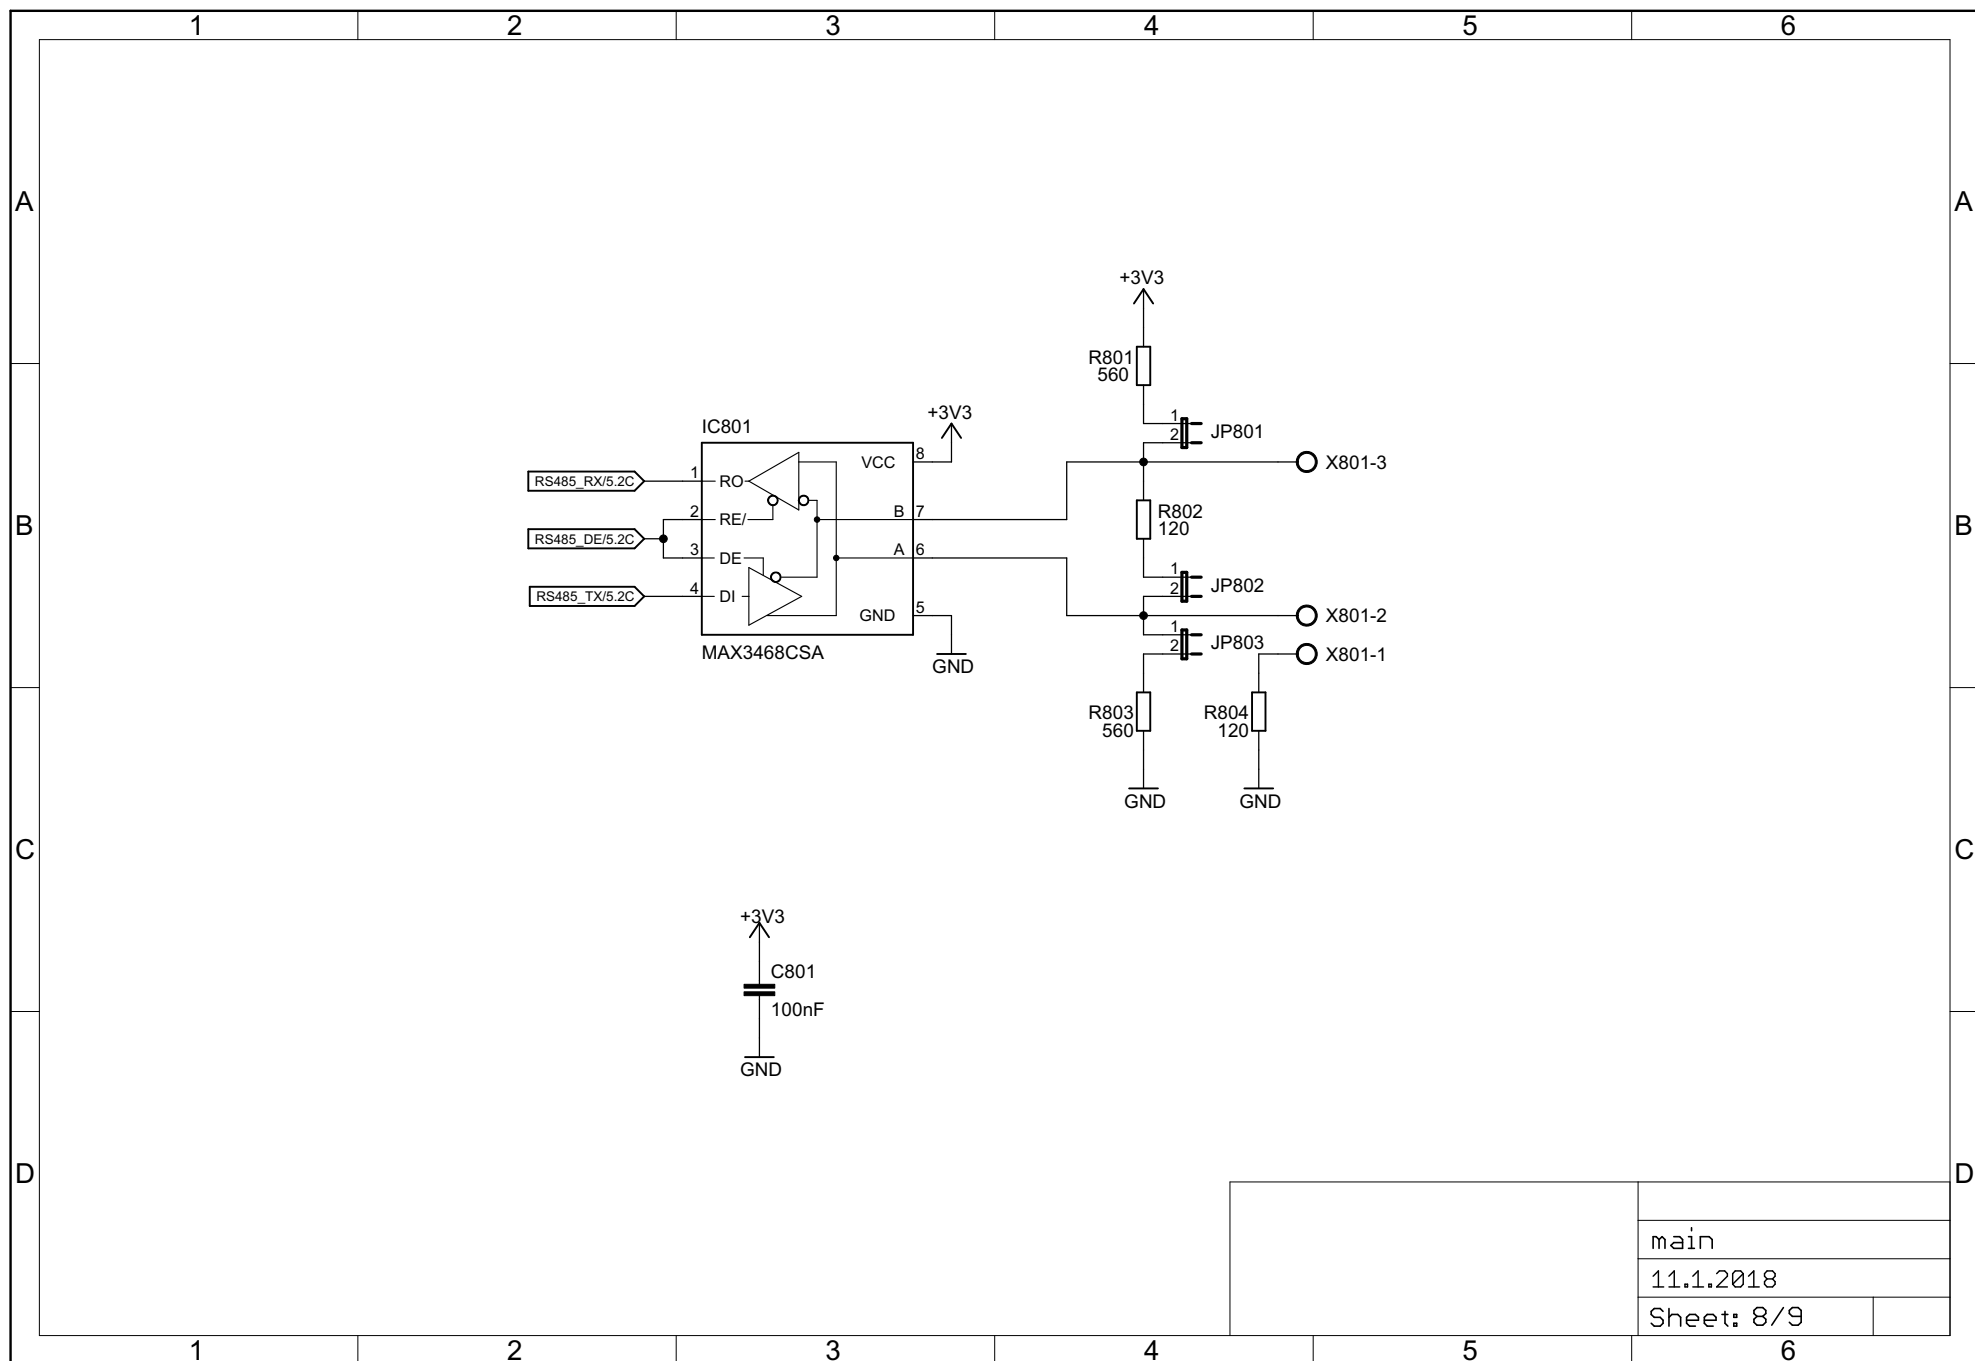 1 2 3 4 5 6
A A
+3V3
R801
560
+3V3
IC801
1
2
JP801
VCC 8
X801-3
RS485_RX/5.2C
1 RO
R802
120
B B
2 RE/
B 7
RS485_DE/5.2C
3 DE
A 6
1
2
JP802
RS485_TX/5.2C
4 DI
GND 5
X801-2
1
2
JP803
MAX3468CSA
GND
X801-1
R803
560
R804
120
GND
GND
C C
+3V3
C801
100nF
GND
D D
main
11.1.2018
Sheet: 8/9
1 2 3 4 5 6